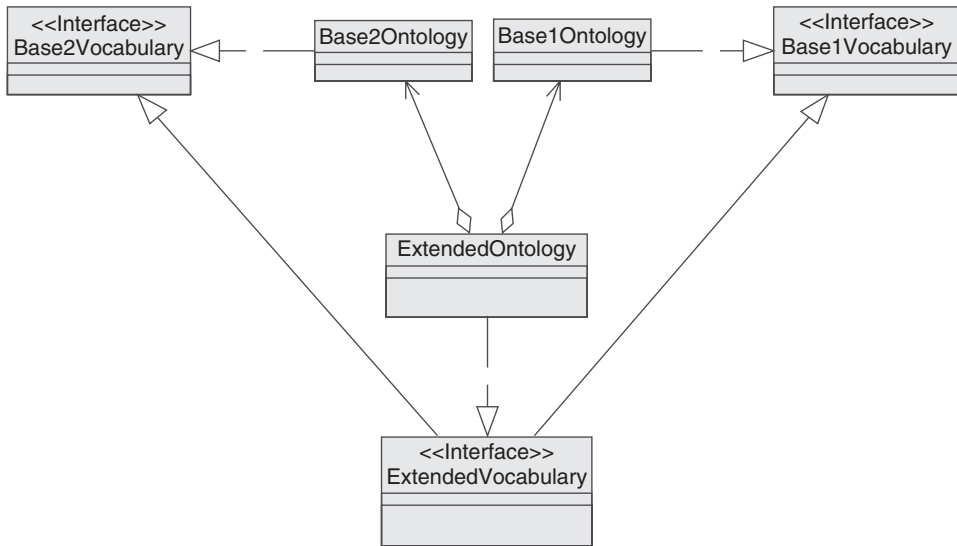 <<Interface>>
Base2Vocabulary
Base2Ontology
Base1Ontology
<<Interface>>
Base1Vocabulary
ExtendedOntology
<<Interface>>
ExtendedVocabulary